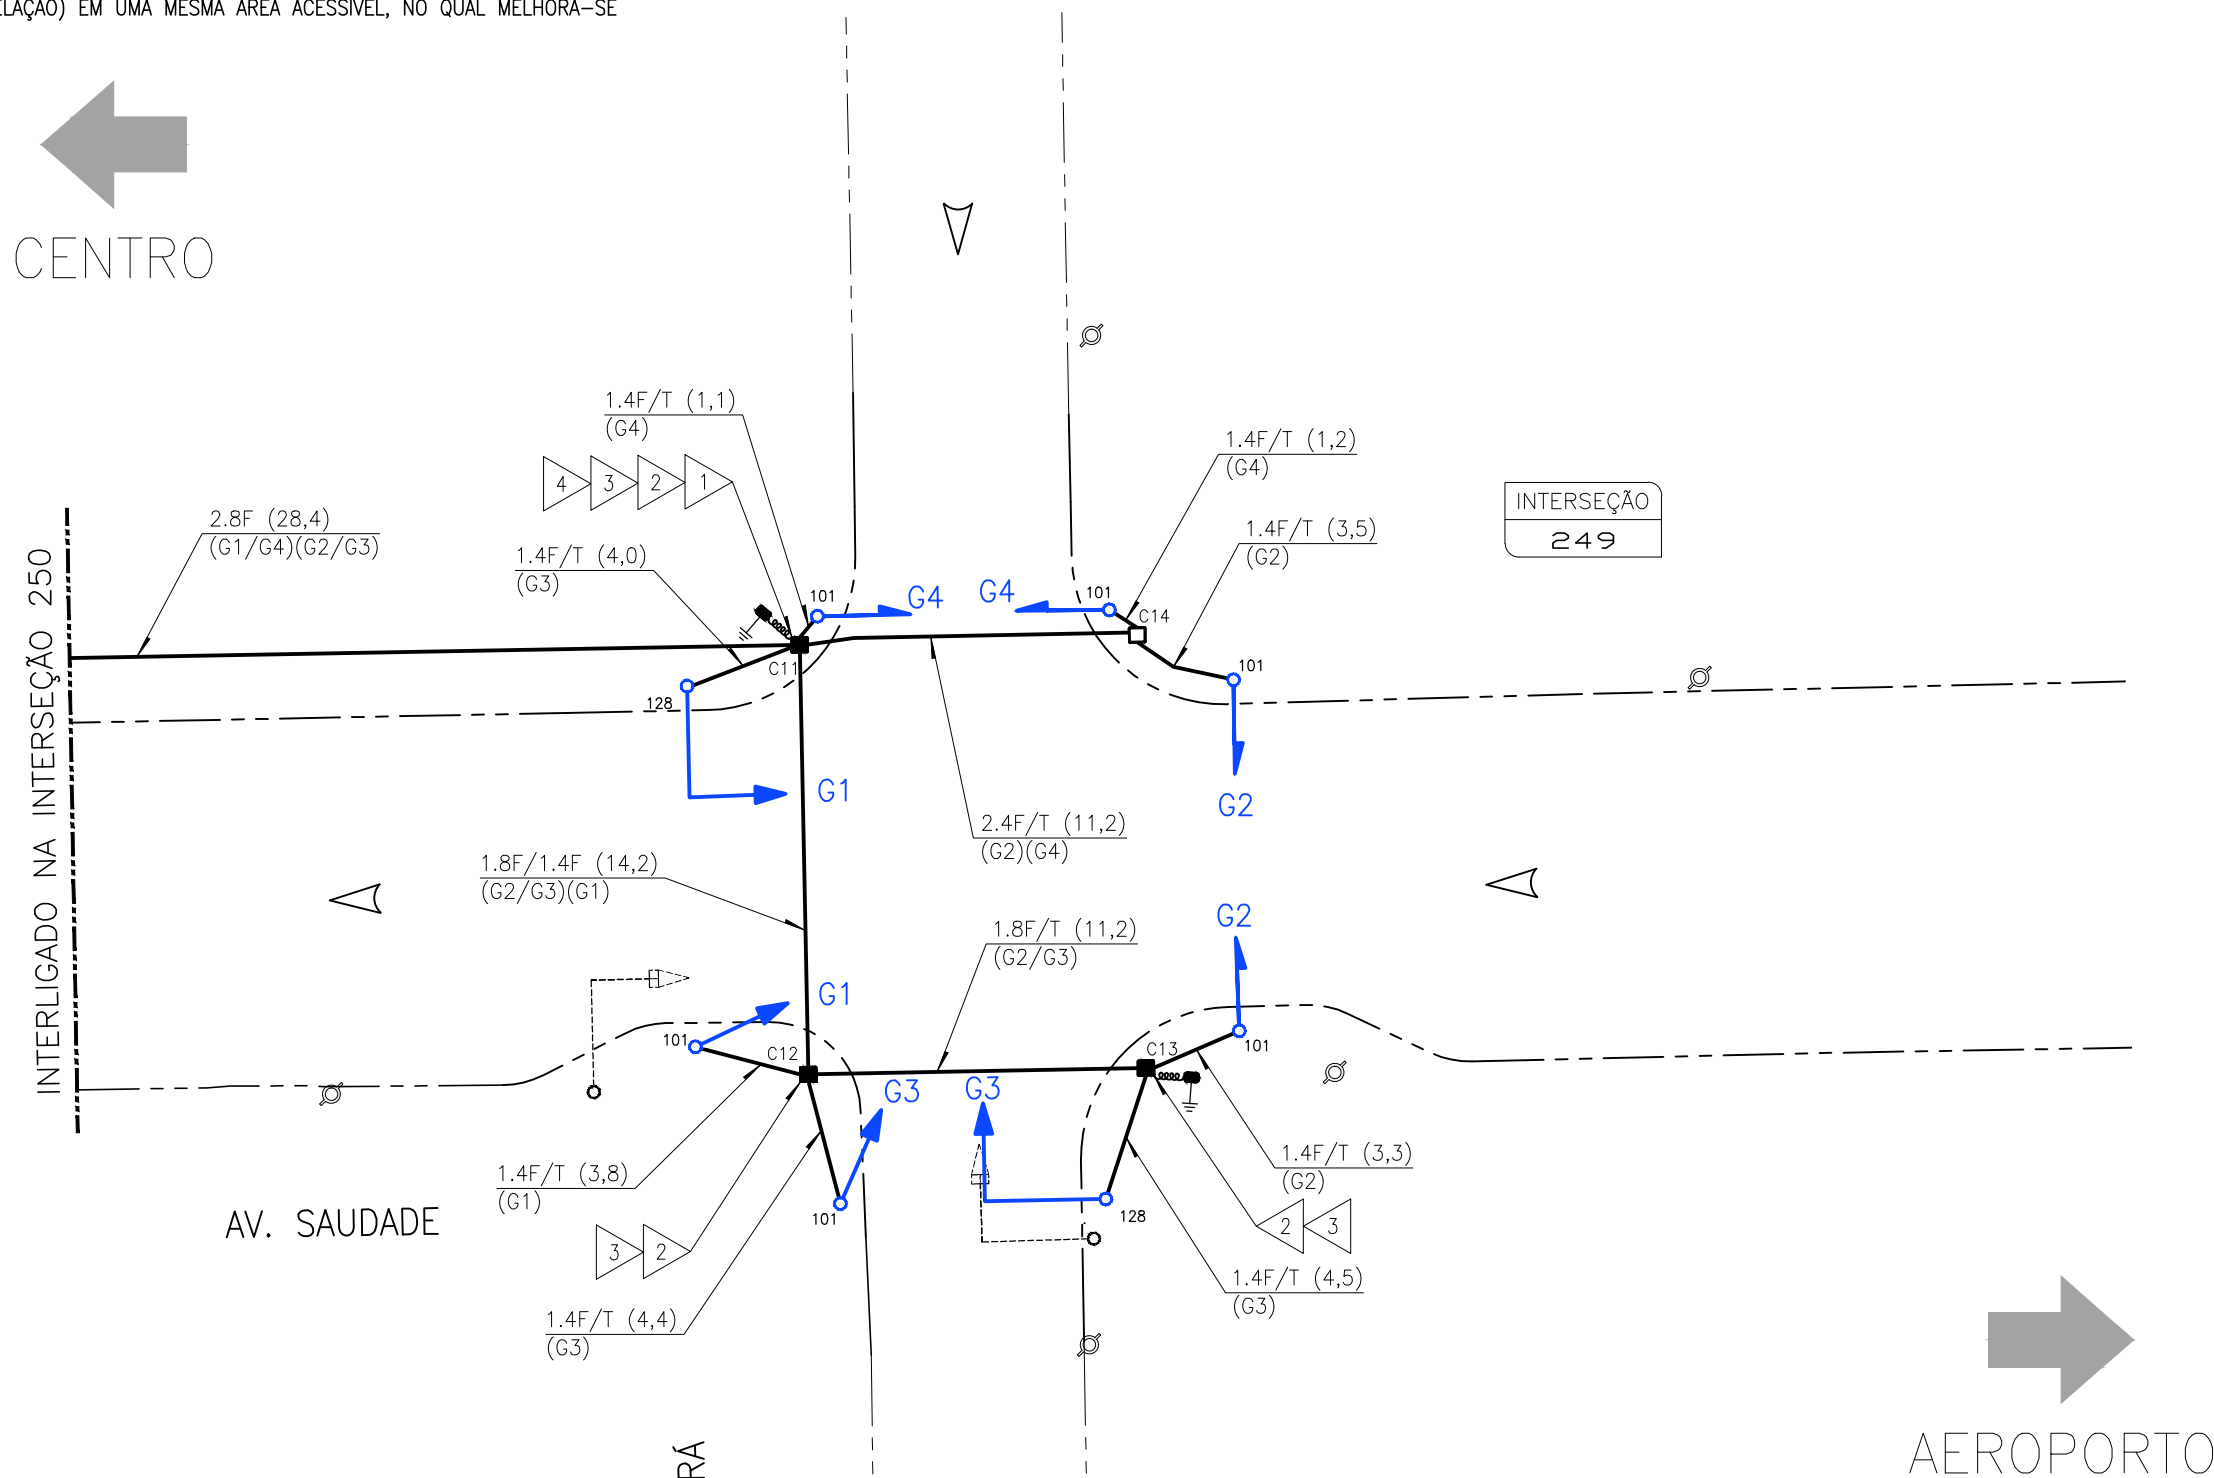 EM UMA MESMA ÁREA ACESSÍVEL, NO QUAL MELHORA-SE
CENTRO
1.4F/T (1,1)
(G4)
4 3 2 1
1.4F/T (1,2)
(G4)
2.8F (28,4)
(G1/G4)(G2/G3)
1.4F/T (4,0)
(G3)
1.4F/T (3,5)
(G2)
INTERSEÇÃO
249
INTERLIGADO NA INTERSEÇÃO 250
101
G4
G4
101
C14
C11
101
128
G1
G2
2.4F/T (11,2)
(G2)(G4)
1.8F/1.4F (14,2)
(G2/G3)(G1)
G2
1.8F/T (11,2)
(G2/G3)
G1
101
C12
C13
101
G3
G3
1.4F/T (3,8)
(G1)
1.4F/T (3,3)
(G2)
101
128
AV. SAUDADE
3 2
2 3
1.4F/T (4,5)
(G3)
1.4F/T (4,4)
(G3)
AEROPORTO